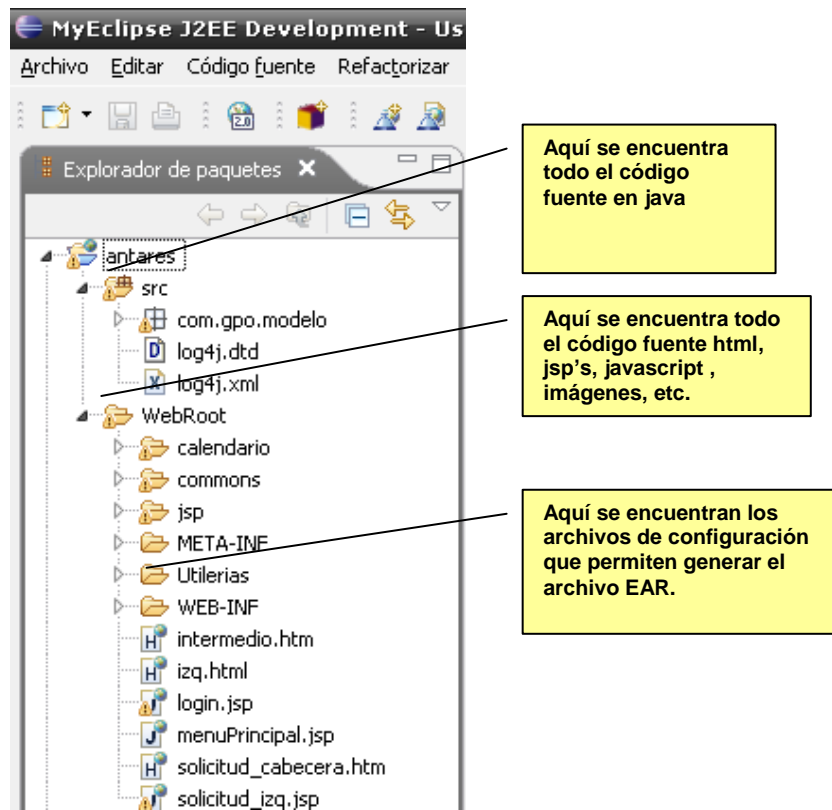 MyEclipse J2EE Development - Us
Archivo Editar Código fuente Refactorizar
2.0
Explorador de paquetes
antares
src
com.gpo.modelo
log4j.dtd
log4j.xml
WebRoot
calendario
commons
jsp
META-INF
Utilerias
WEB-INF
intermedio.htm
izq.html
login.jsp
menuPrincipal.jsp
solicitud_cabecera.htm
solicitud_izq.jsp
Aquí se encuentra
todo el código
fuente en java
Aquí se encuentra todo
el código fuente html,
jsp's, javascript ,
imágenes, etc.
Aquí se encuentran los
archivos de configuración
que permiten generar el
archivo EAR.